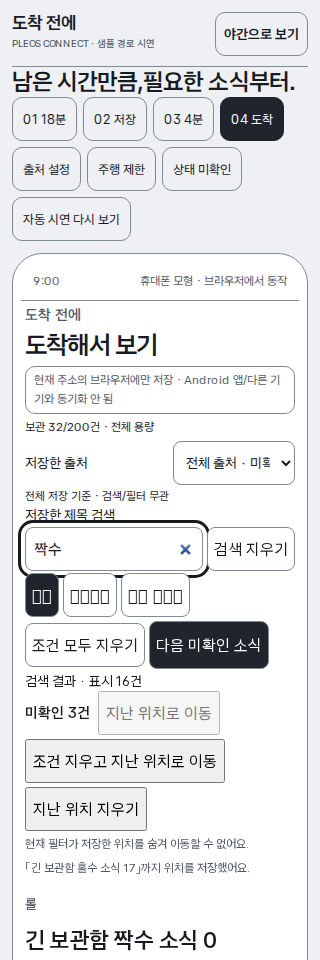 도착 전에
PLEOS CONNECT · 샘플 경로 시연
야간으로 보기
남은 시간만큼,필요한 소식부터.
01 18분
02 저장
03 4분
04 도착
출처 설정
주행 제한
상태 미확인
자동 시연 다시 보기
9:00
휴대폰 모형 · 브라우저에서 동작
도착 전에
도착해서 보기
현재 주소의 브라우저에만 저장 · Android 앱/다른 기
기와 동기화 안 됨
보관 32/200건 · 전체 용량
저장한 출처
전체 출처 · 미확
전체 저장 기준 · 검색/필터 무관
저장한 제목 검색
짝수
검색 지우기
조건 모두 지우기
다음 미확인 소식
검색 결과 · 표시 16건
미확인 3건
지난 위치로 이동
조건 지우고 지난 위치로 이동
지난 위치 지우기
현재 필터가 저장한 위치를 숨겨 이동할 수 없어요.
「긴 보관함 홀수 소식 17」까지 위치를 저장했어요.
롤
긴 보관함 짝수 소식 0